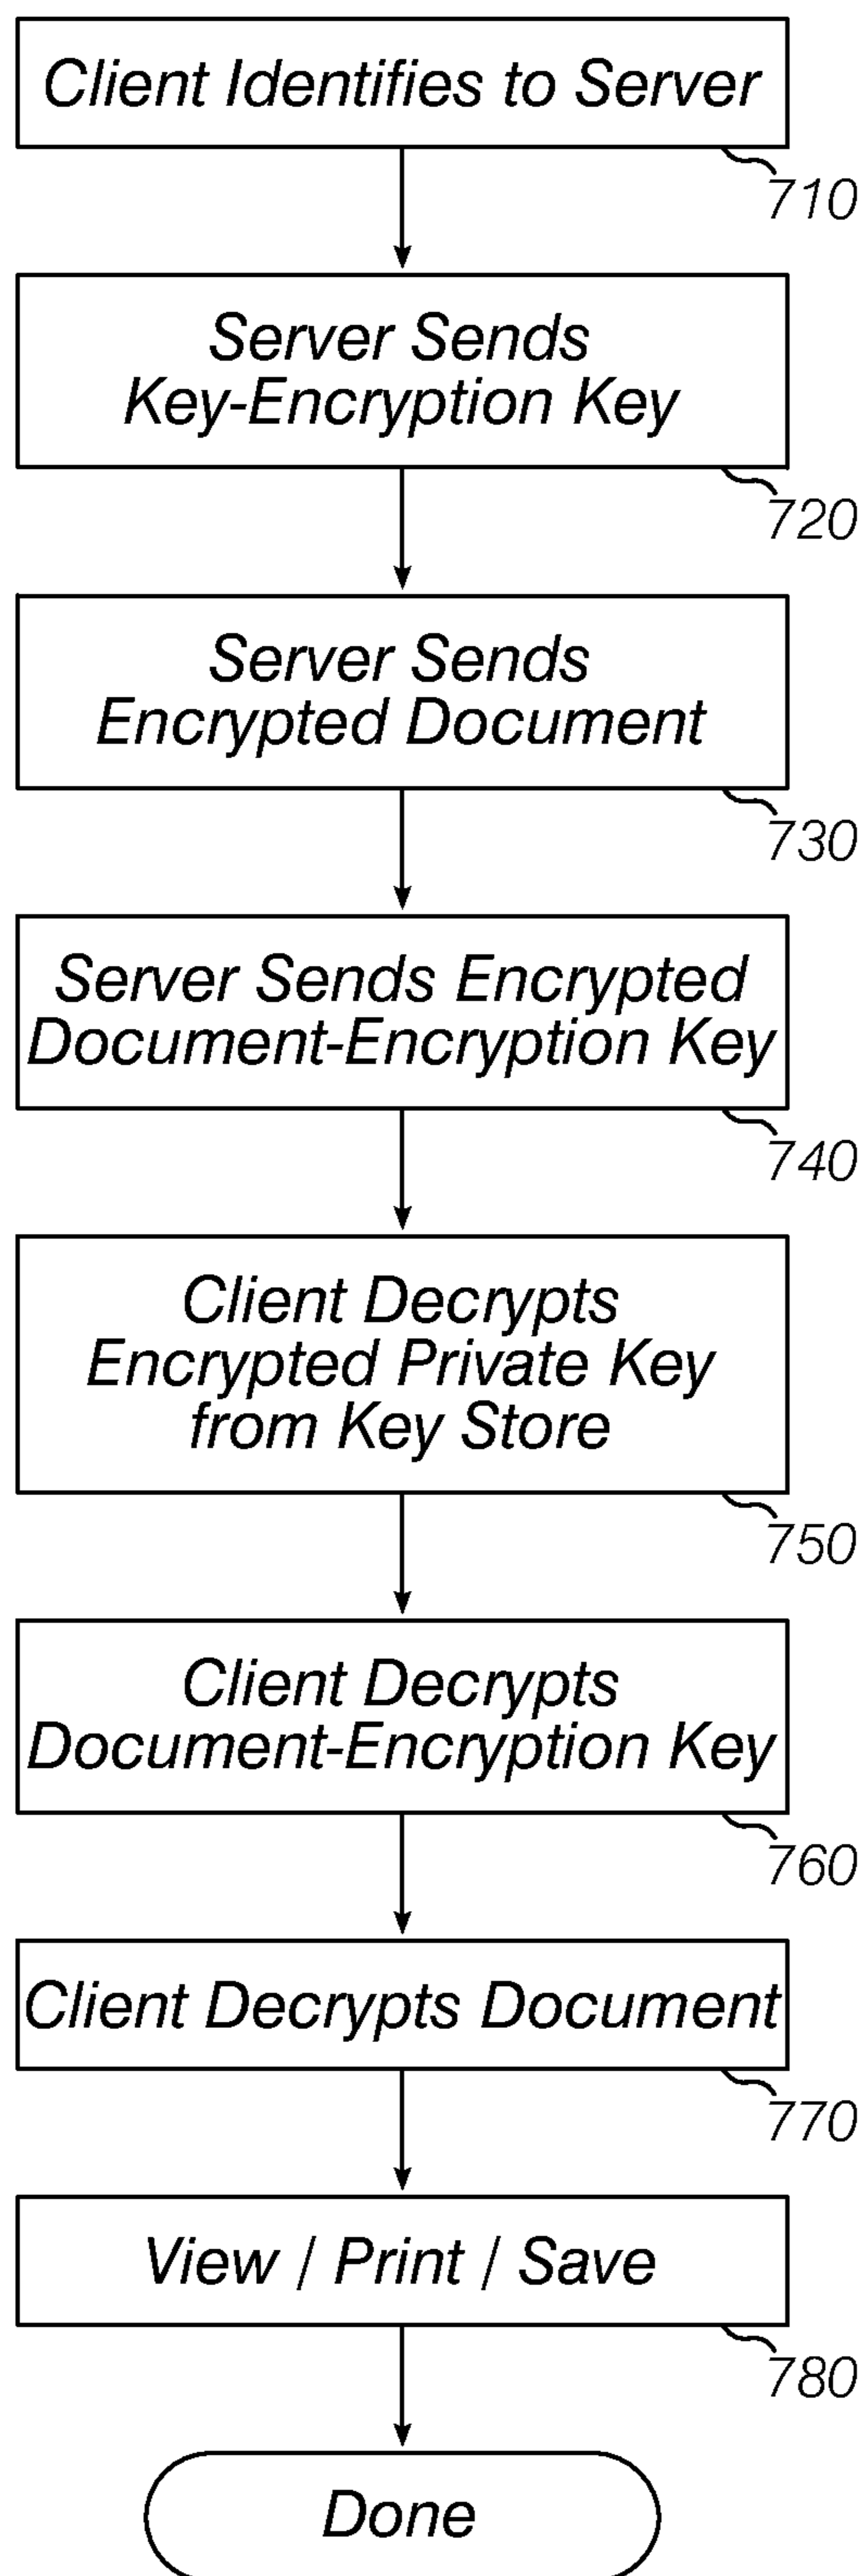 Client Identifies to Server
710
Server Sends
Key-Encryption Key
720
Server Sends
Encrypted Document
730
Server Sends Encrypted
Document-Encryption Key
740
Client Decrypts
Encrypted Private Key
from Key Store
750
Client Decrypts
Document-Encryption Key
760
Client Decrypts Document
770
View / Print / Save
780
Done